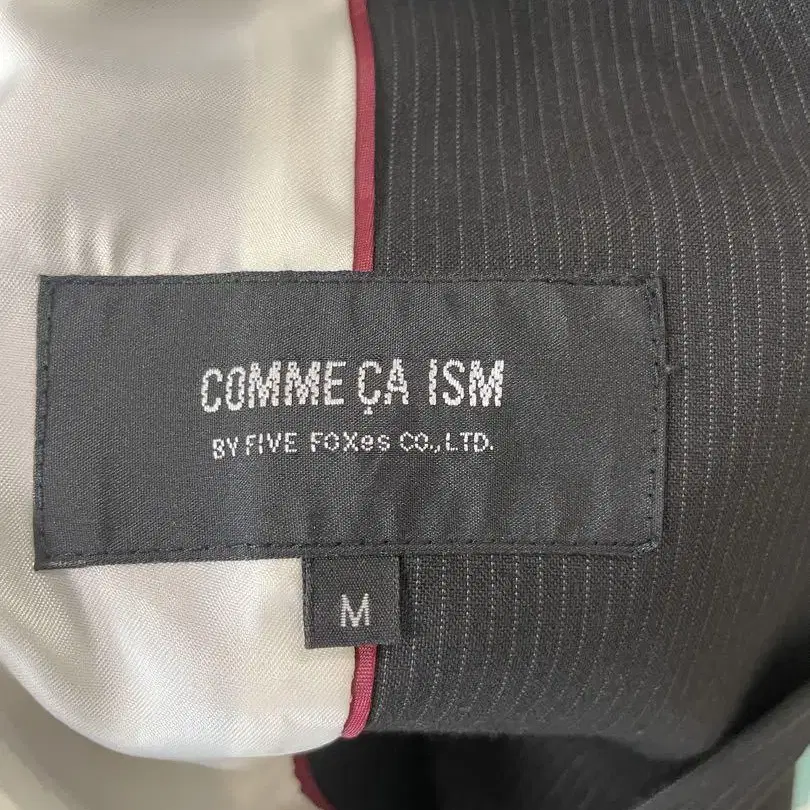 COMME ÇA ISM
BY FIVE FOXes CO.,LTD.
M